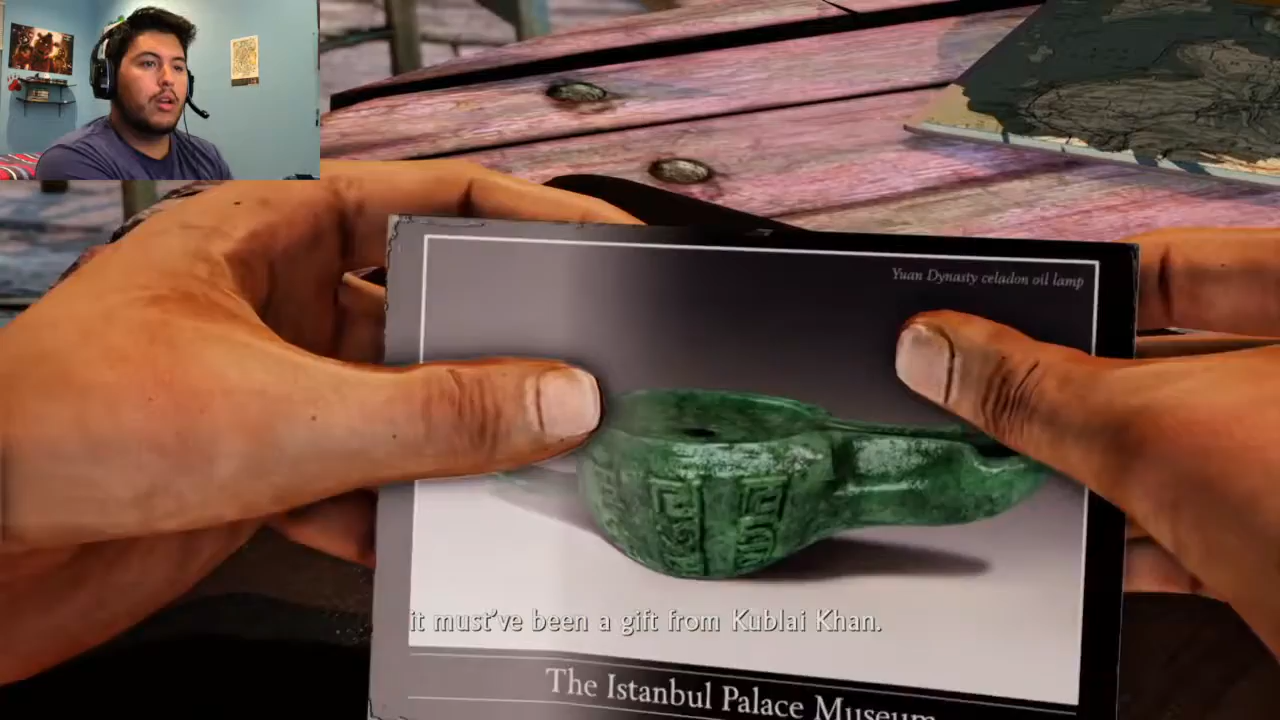 Yuan Dynasty celadon oil lamp
it must've been a gift from Kublai Khan.
The Istanbul Palace Museum